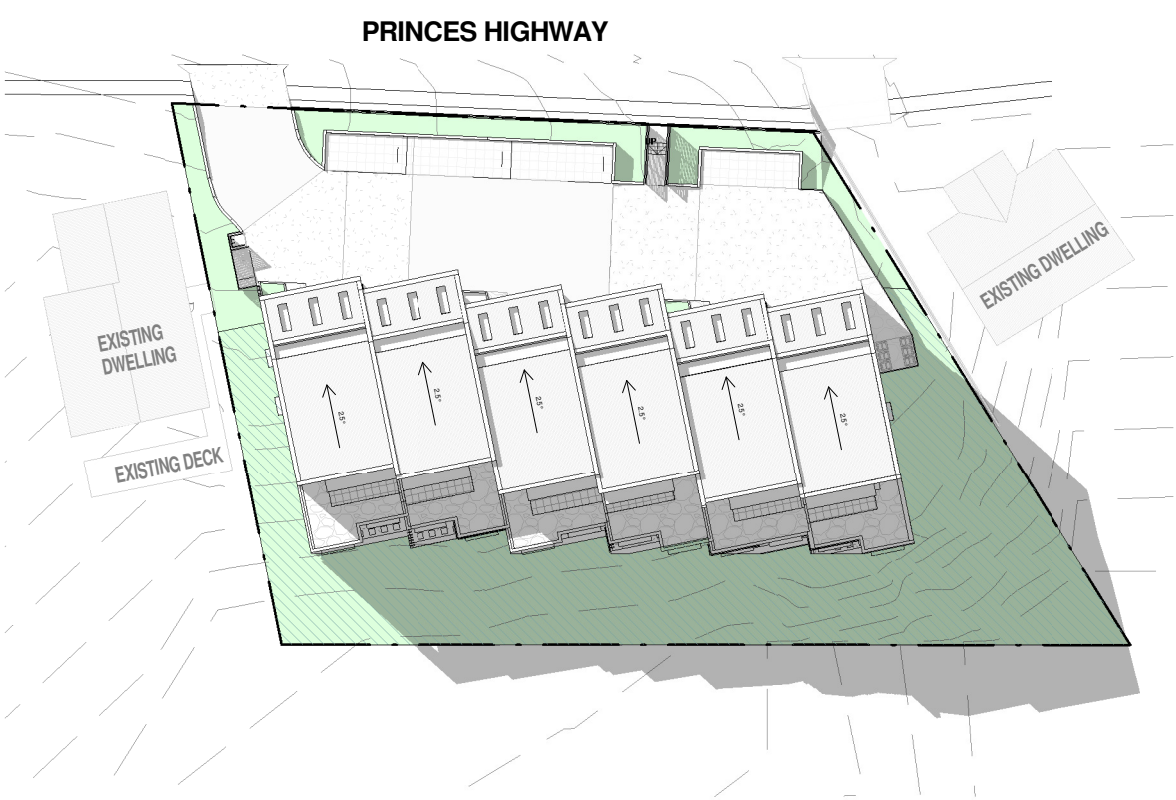 PRINCES HIGHWAY
UP
EXISTING DWELLING
EXISTING
DWELLING
2.5°
2.5°
2.5°
2.5°
2.5°
2.5°
EXISTING DECK